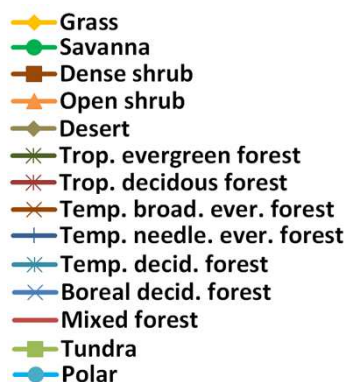 Grass
Savanna
Dense shrub
Open shrub
Desert
Trop. evergreen forest
Trop. decidous forest
Temp. broad. ever. forest
Temp. needle. ever. forest
Temp. decid. forest
Boreal decid. forest
Mixed forest
Tundra
Polar